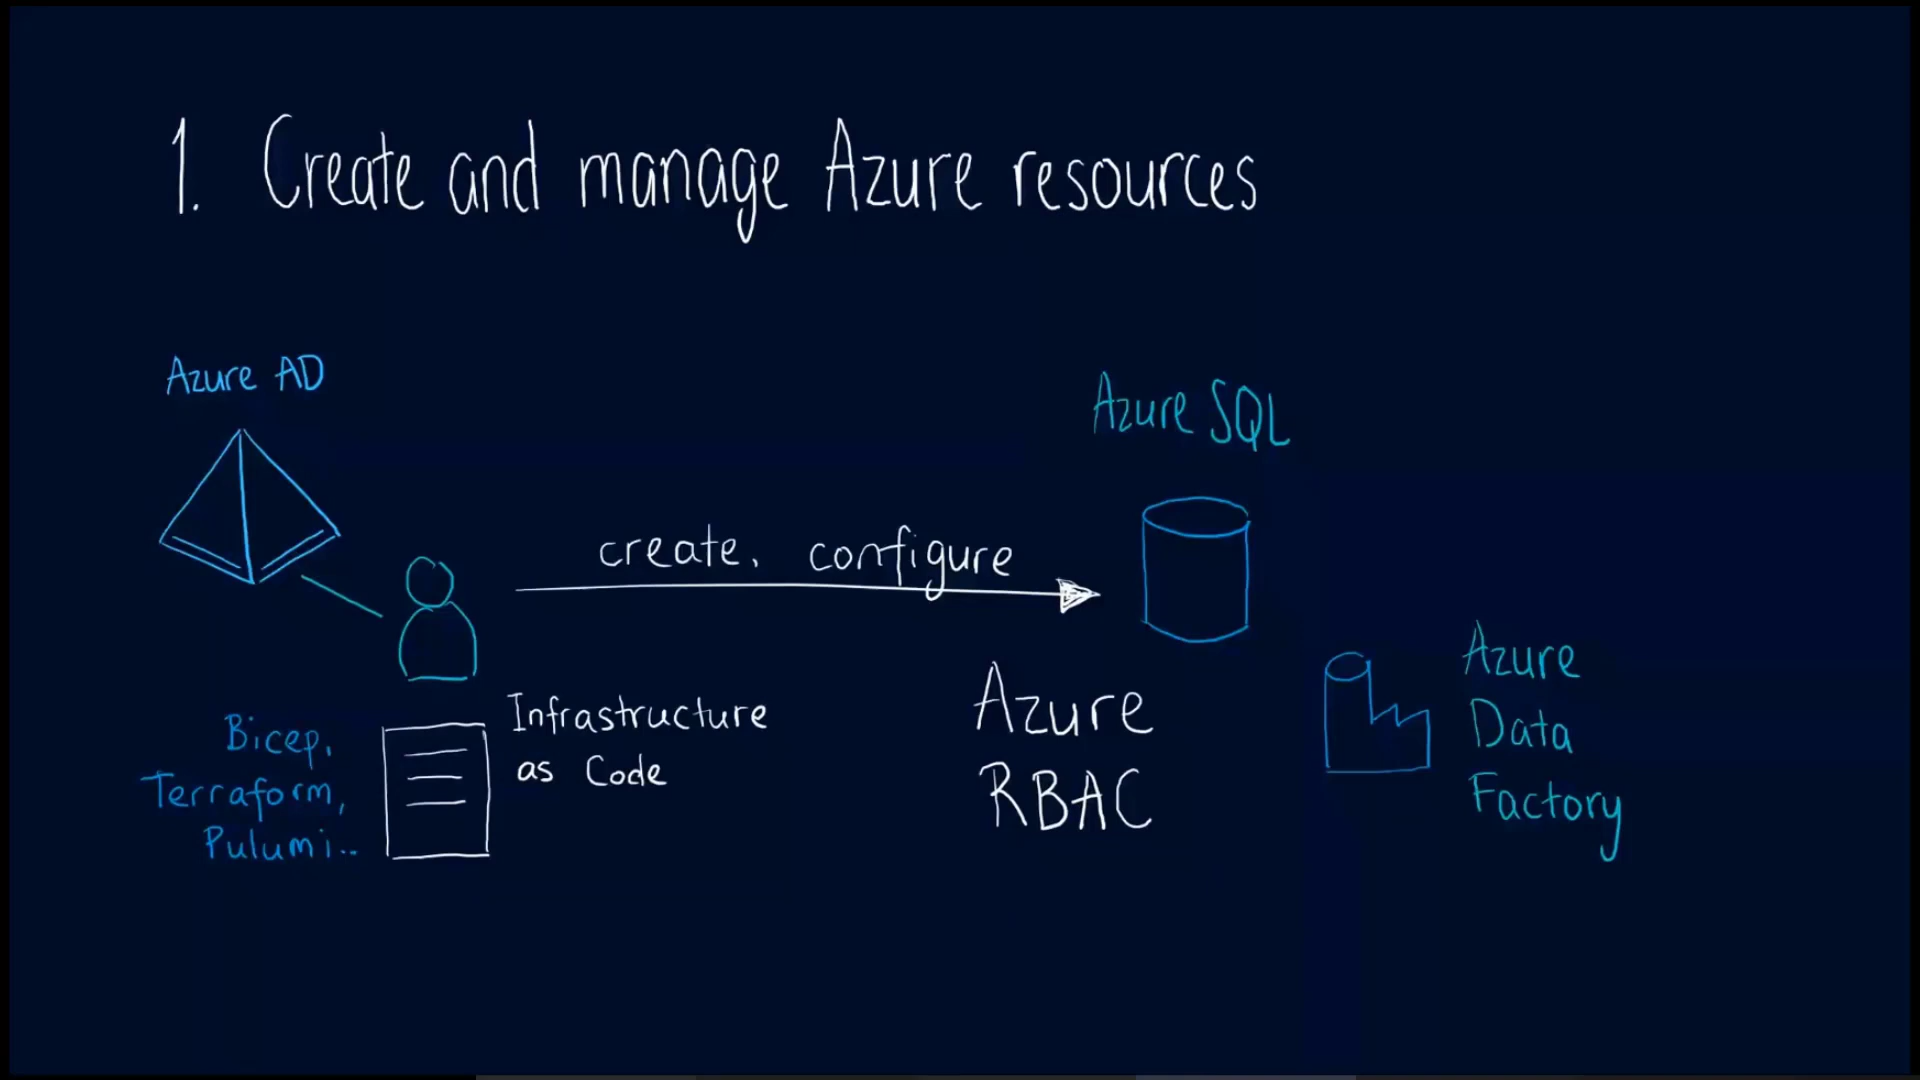 1. Create and manage Azure resources
Azure AD
Azure SQL
create, configure
Infrastructure
as Code
Bicep,
Terraform,
Pulumi..
Azure
RBAC
Azure
Data
Factory